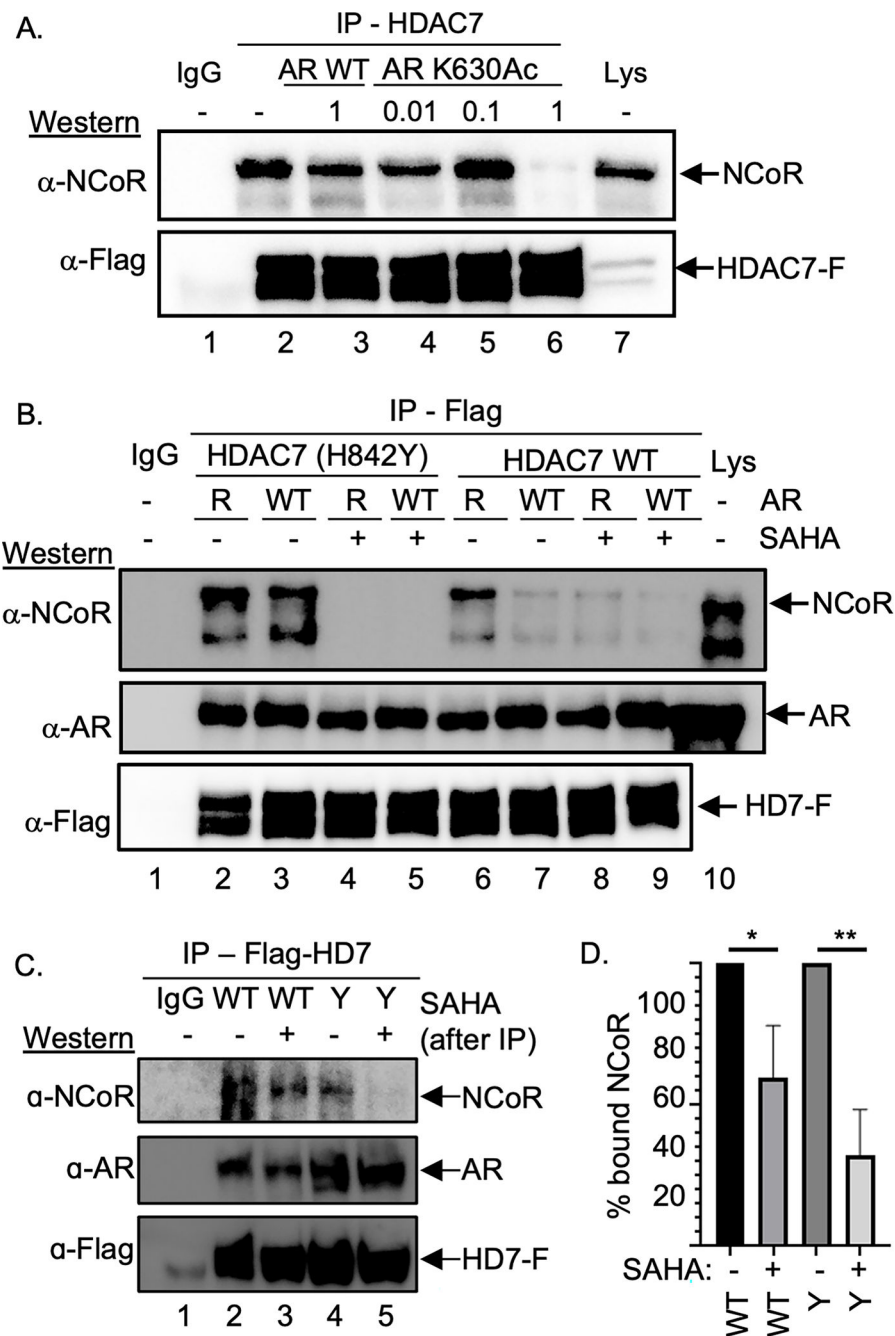 A.
IP - HDAC7
IgG AR WT AR K630Ac Lys
- - 1 0.01 0.1 1 -
Western
α-NCoR NCoR
α-Flag HDAC7-F
1 2 3 4 5 6 7
B.
IP - Flag
IgG HDAC7 (H842Y) HDAC7 WT Lys
- R WT R WT R WT R WT - AR
- - - + + - - + + - SAHA
Western
α-NCoR NCoR
α-AR AR
α-Flag HD7-F
1 2 3 4 5 6 7 8 9 10
C.
IP – Flag-HD7
IgG WT WT Y Y SAHA
Western - - + - + (after IP)
α-NCoR NCoR
α-AR AR
α-Flag HD7-F
1 2 3 4 5
D.
* **
% bound NCoR
100
80
60
40
20
SAHA: - + - +
WT WT Y Y